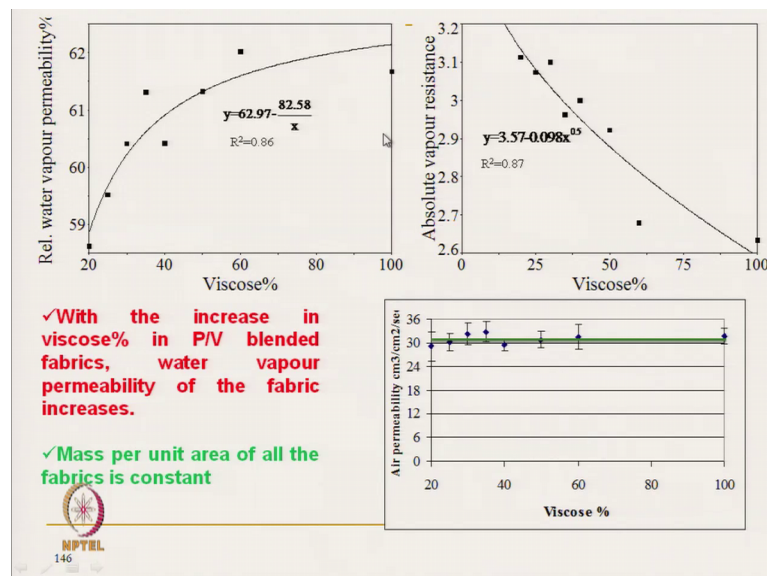 Rel. water vapour permeability%
62
61
60
59
20
40
60
80
100
y=62.97-82.58/x
R²=0.86
Viscose%
Absolute vapour resistance
3.2
3.1
3
2.9
2.8
2.7
2.6
0
25
50
75
100
y=3.57-0.098x^0.5
R²=0.87
Viscose%
✓With the increase in
viscose% in P/V blended
fabrics, water vapour
permeability of the fabric
increases.
✓Mass per unit area of all the
fabrics is constant
Air permeability cm3/cm2/sec
36
30
24
18
12
6
0
20
40
60
80
100
Viscose %
NPTEL
146